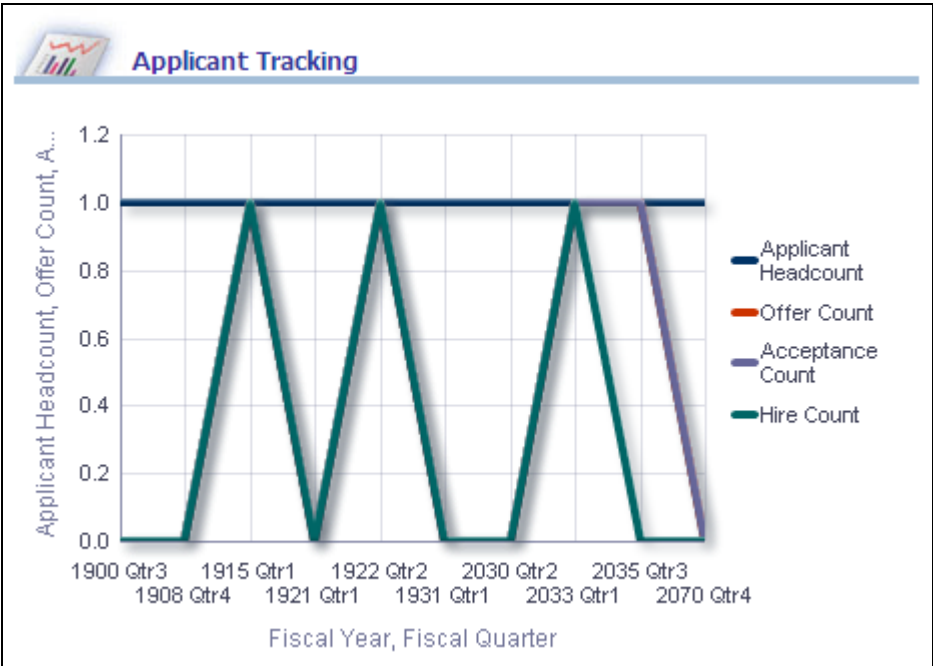 Applicant Tracking
Applicant Headcount, Offer Count, A...
1.2
1.0
0.8
0.6
0.4
0.2
0.0
1900 Qtr3 1915 Qtr1 1922 Qtr2 2030 Qtr2 2035 Qtr3
1908 Qtr4 1921 Qtr1 1931 Qtr1 2033 Qtr1 2070 Qtr4
Fiscal Year, Fiscal Quarter
Applicant
Headcount
Offer Count
Acceptance
Count
Hire Count